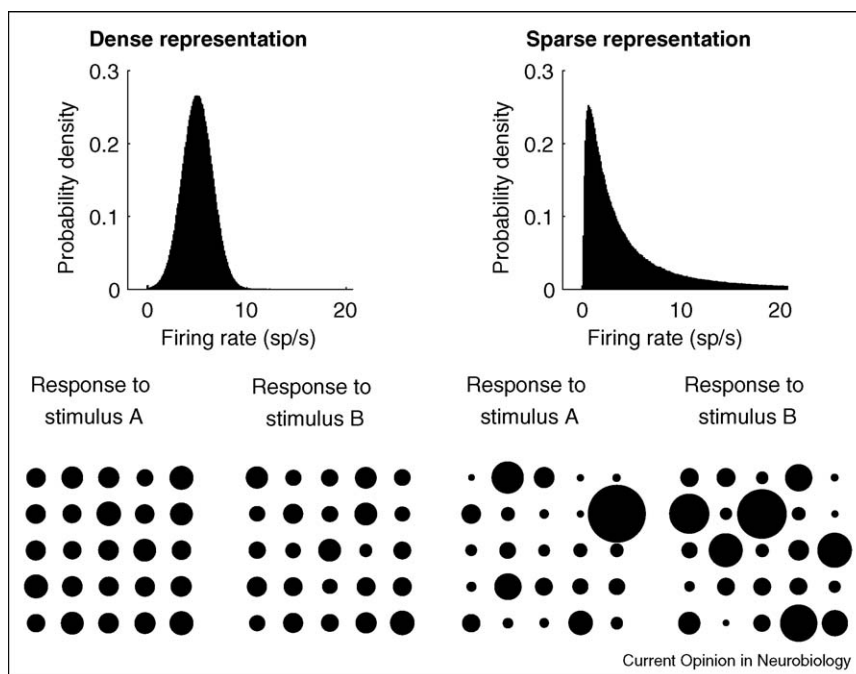 Dense representation
Probability density
0.3
0.2
0.1
0
0
10
20
Firing rate (sp/s)
Sparse representation
Probability density
0.3
0.2
0.1
0
0
10
20
Firing rate (sp/s)
Response to
stimulus A
Response to
stimulus B
Response to
stimulus A
Response to
stimulus B
Current Opinion in Neurobiology